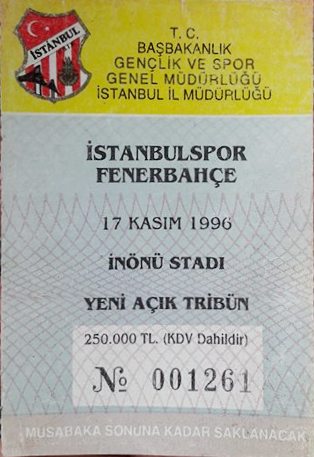 İSTANBUL
T. C.
BAŞBAKANLIK
GENÇLİK VE SPOR
GENEL MÜDÜRLÜĞÜ
İSTANBUL İL MÜDÜRLÜĞÜ
İSTANBULSPOR
FENERBAHÇE
17 KASIM 1996
İNÖNÜ STADI
YENİ AÇIK TRİBÜN
250.000 TL. (KDV Dahildir)
№ 001261
MUSABAKA SONUNA KADAR SAKLANACAK